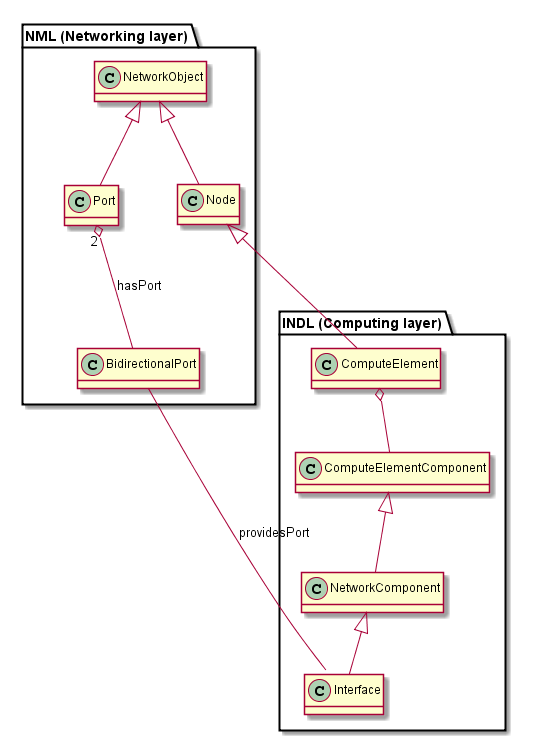 NML (Networking layer)
C NetworkObject
C Port
C Node
2
hasPort
INDL (Computing layer)
C BidirectionalPort
C ComputeElement
C ComputeElementComponent
providesPort
C NetworkComponent
C Interface